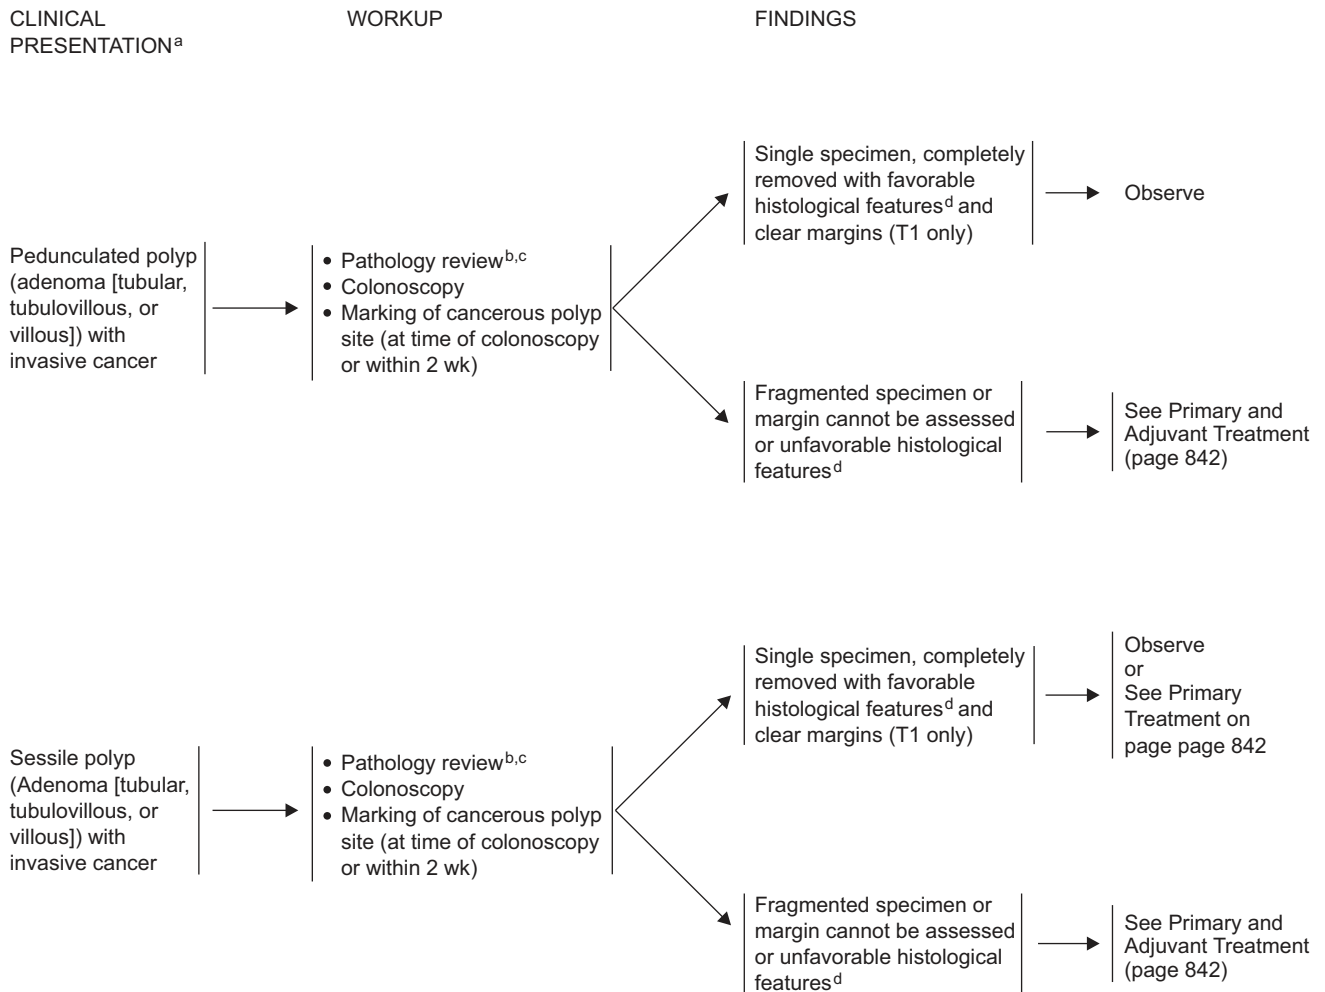 CLINICAL
PRESENTATIONa
WORKUP
FINDINGS
Pedunculated polyp
(adenoma [tubular,
tubulovillous, or
villous]) with
invasive cancer
• Pathology reviewb,c
• Colonoscopy
• Marking of cancerous polyp
site (at time of colonoscopy
or within 2 wk)
Single specimen, completely
removed with favorable
histological featuresd and
clear margins (T1 only)
Observe
Fragmented specimen or
margin cannot be assessed
or unfavorable histological
featuresd
See Primary and
Adjuvant Treatment
(page 842)
Sessile polyp
(Adenoma [tubular,
tubulovillous, or
villous]) with
invasive cancer
• Pathology reviewb,c
• Colonoscopy
• Marking of cancerous polyp
site (at time of colonoscopy
or within 2 wk)
Single specimen, completely
removed with favorable
histological featuresd and
clear margins (T1 only)
Observe
or
See Primary
Treatment on
page page 842
Fragmented specimen or
margin cannot be assessed
or unfavorable histological
featuresd
See Primary and
Adjuvant Treatment
(page 842)